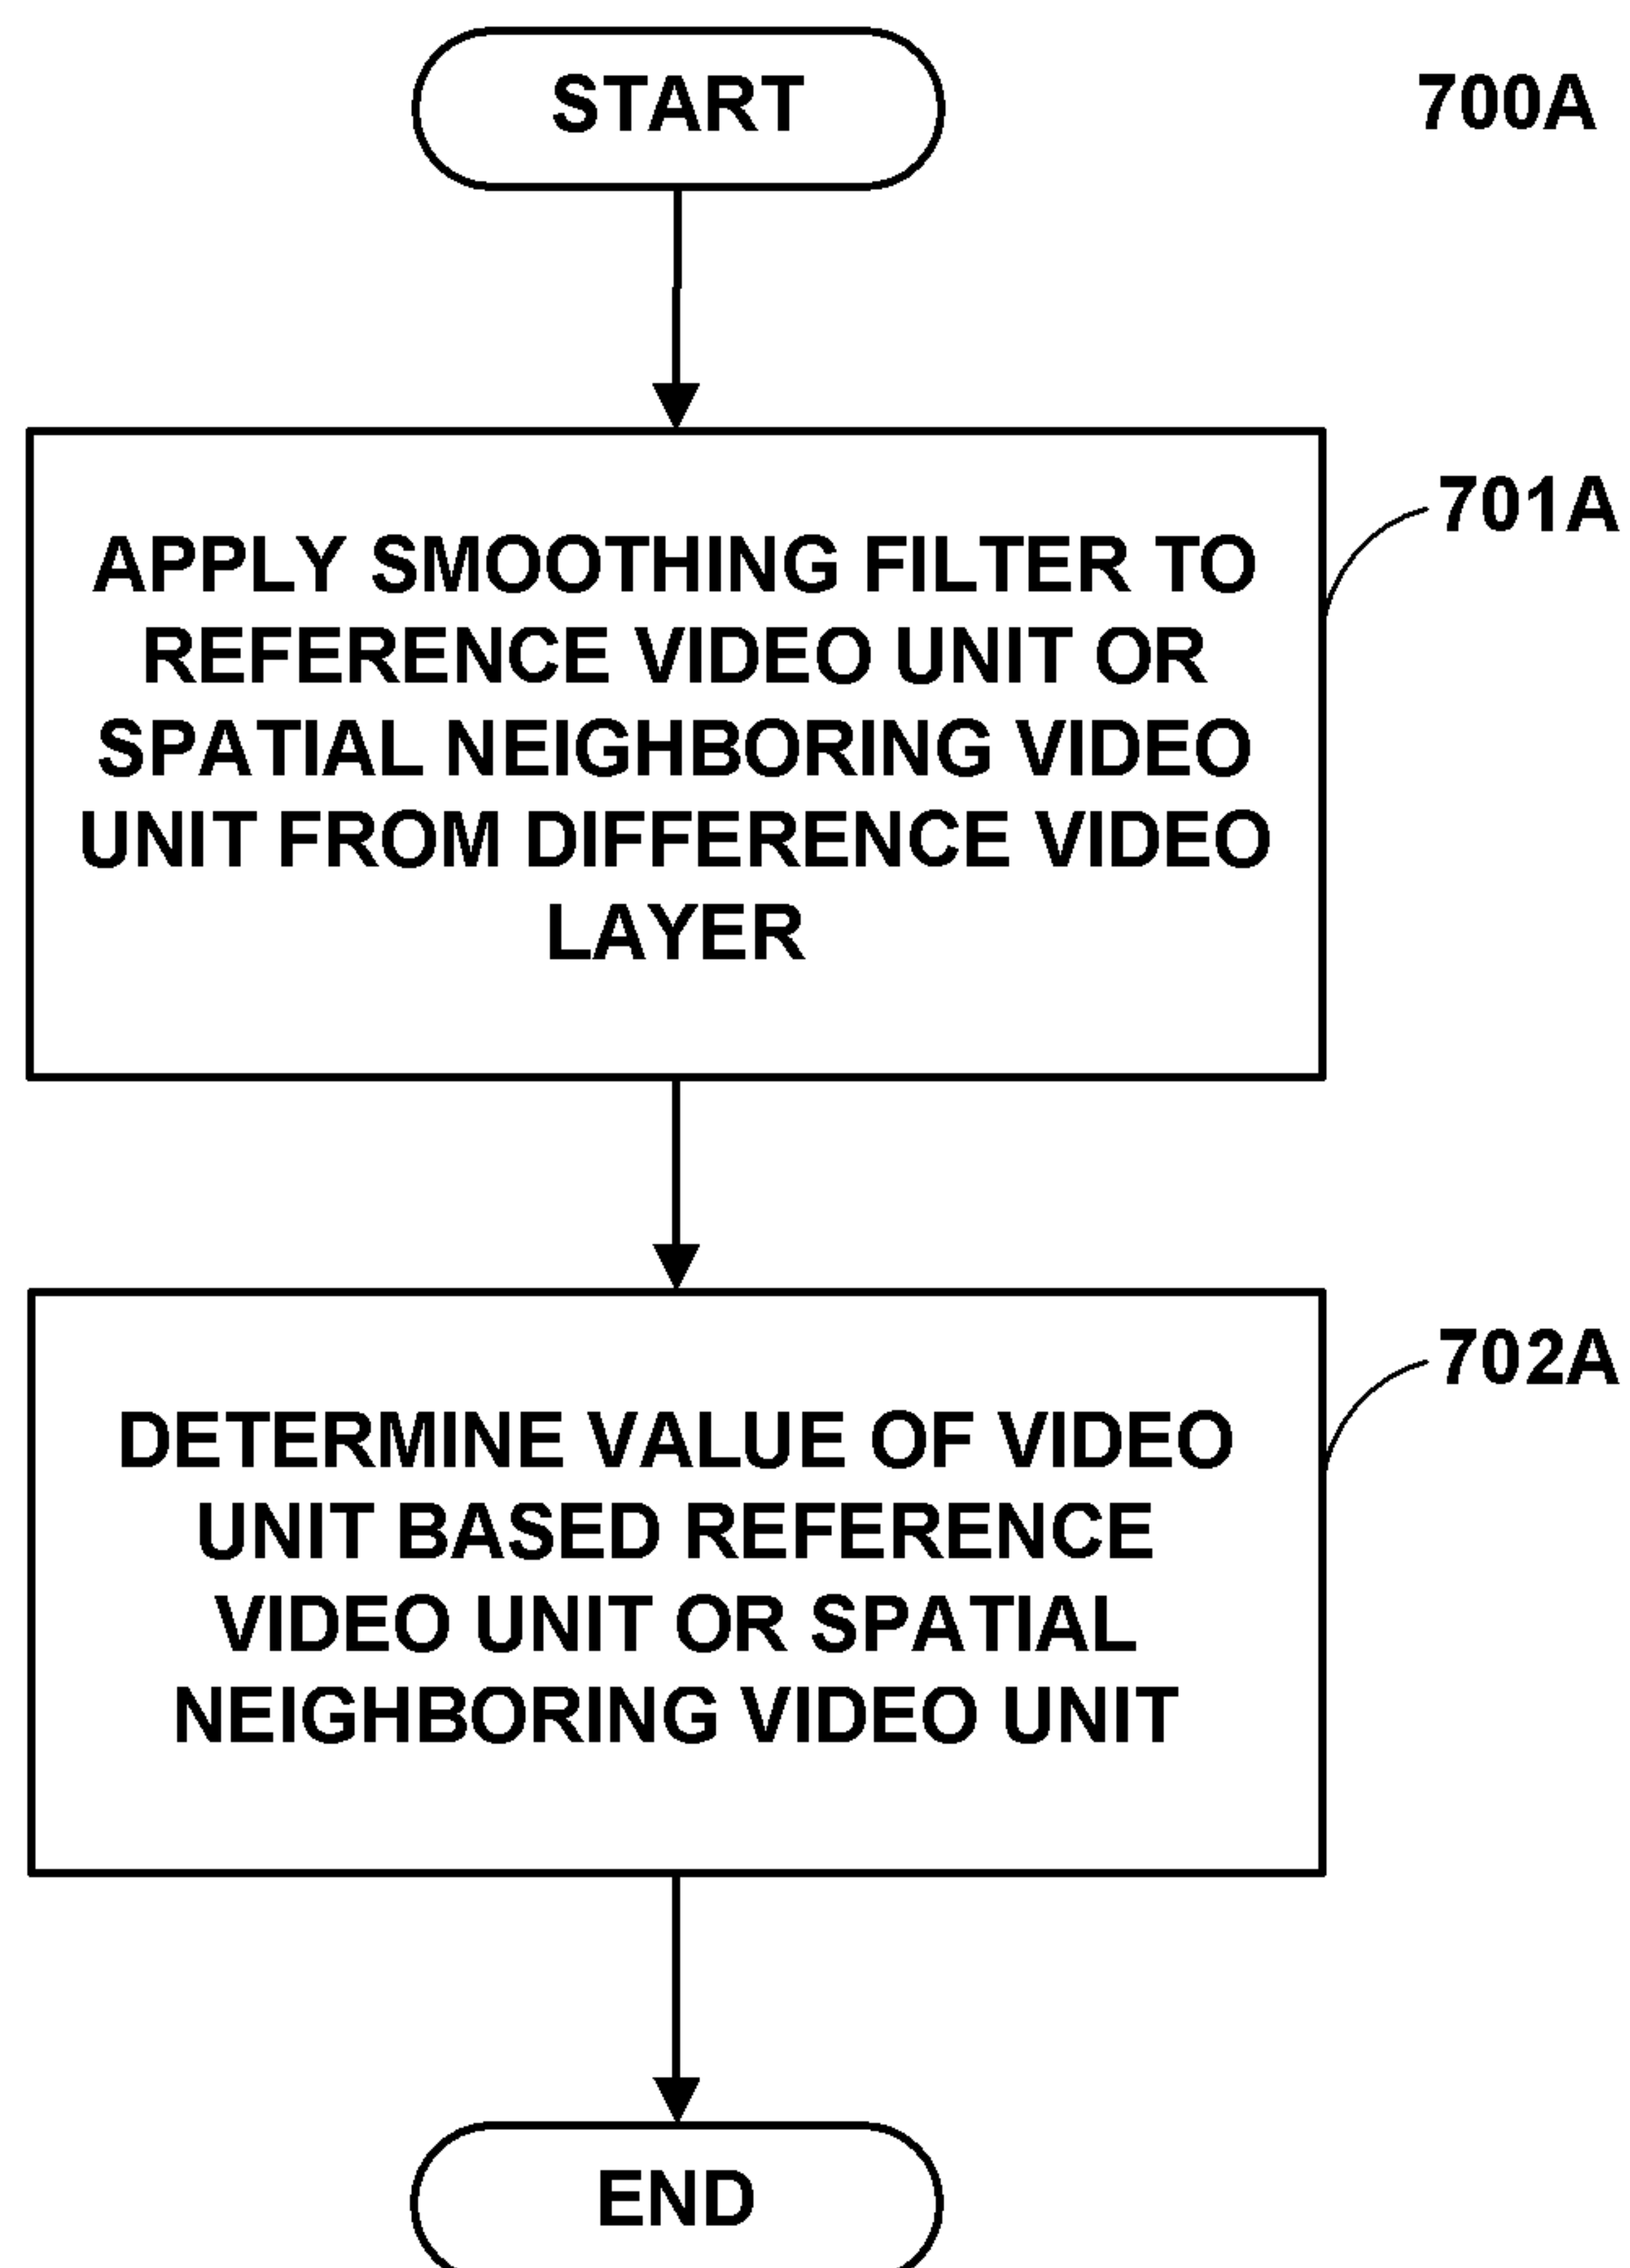 START
700A
701A
APPLY SMOOTHING FILTER TO
REFERENCE VIDEO UNIT OR
SPATIAL NEIGHBORING VIDEO
UNIT FROM DIFFERENCE VIDEO
LAYER
702A
DETERMINE VALUE OF VIDEO
UNIT BASED REFERENCE
VIDEO UNIT OR SPATIAL
NEIGHBORING VIDEO UNIT
END